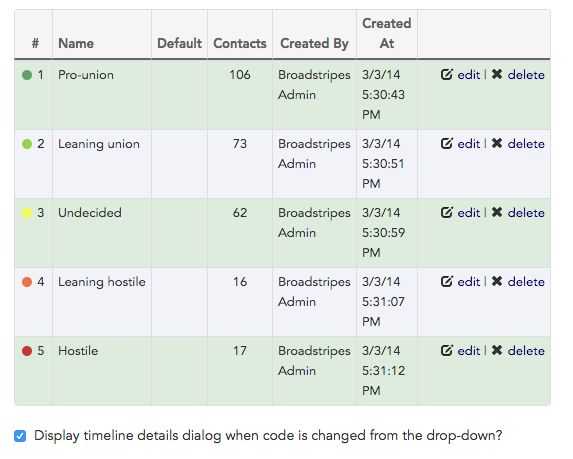 Created
# Name Default Contacts Created By At
1 Pro-union 106 Broadstripes 3/3/14 edit | delete
Admin 5:30:43
PM
2 Leaning union 73 Broadstripes 3/3/14 edit | delete
Admin 5:30:51
PM
3 Undecided 62 Broadstripes 3/3/14 edit | delete
Admin 5:30:59
PM
4 Leaning hostile 16 Broadstripes 3/3/14 edit | delete
Admin 5:31:07
PM
5 Hostile 17 Broadstripes 3/3/14 edit | delete
Admin 5:31:12
PM
Display timeline details dialog when code is changed from the drop-down?